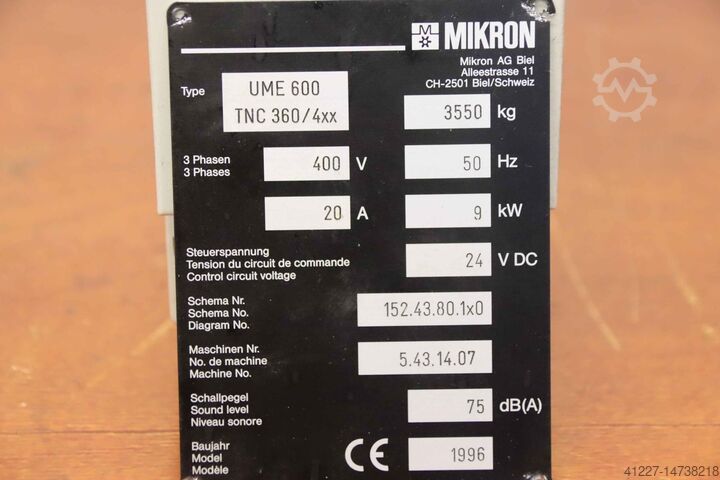 MIKRON
Mikron AG Biel
Alleestrasse 11
CH-2501 Biel/Schweiz
Type UME 600
TNC 360/4xx
3550 kg
3 Phasen
3 Phases
400 V
50 Hz
20 A
9 kW
Steuerspannung
Tension du circuit de commande
Control circuit voltage
24 V DC
Schema Nr.
Schema No.
Diagram No.
152.43.80.1x0
Maschinen Nr.
No. de machine
Machine No.
5.43.14.07
Schallpegel
Sound level
Niveau sonore
75 dB(A)
Baujahr
Model
Modèle
CE
1996
41227-14738218